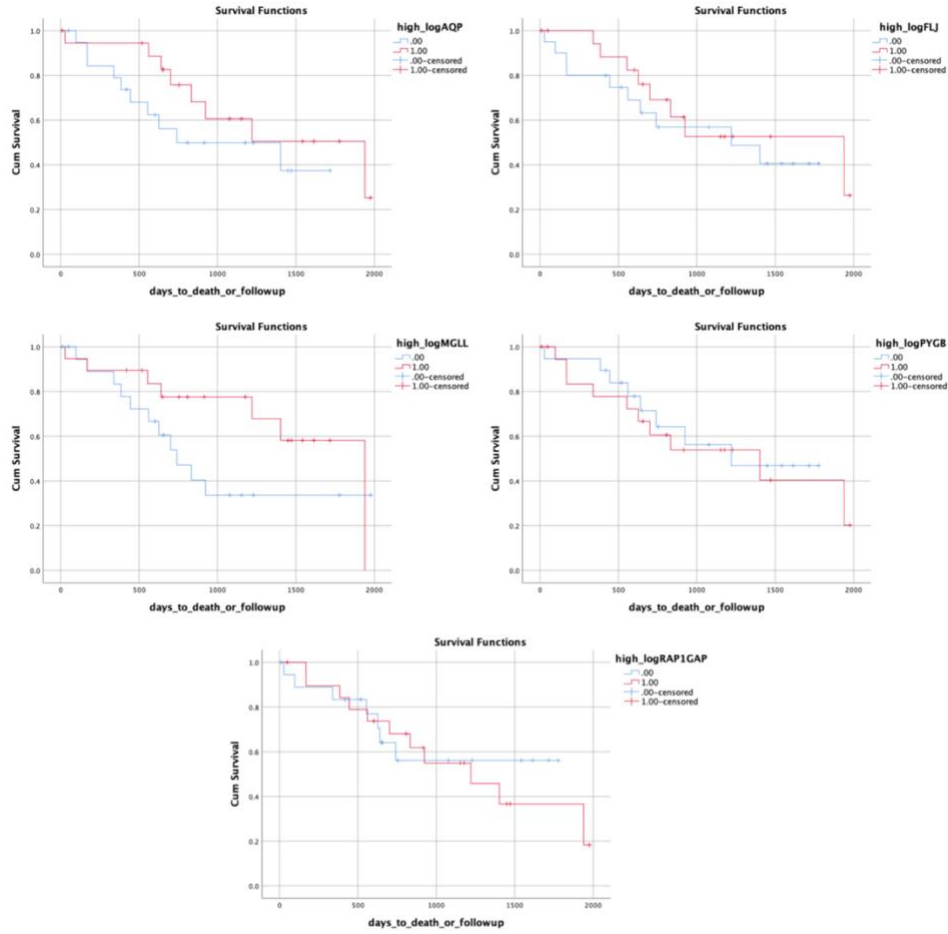 Survival Functions
high_logAQP
.00
1.00
.00-censored
1.00-censored
Cum Survival
1.0
0.8
0.6
0.4
0.2
0.0
0 500 1000 1500 2000
days_to_death_or_followup
Survival Functions
high_logFLJ
.00
1.00
.00-censored
1.00-censored
Cum Survival
1.0
0.8
0.6
0.4
0.2
0.0
0 500 1000 1500 2000
days_to_death_or_followup
Survival Functions
high_logMGLL
.00
1.00
.00-censored
1.00-censored
Cum Survival
1.0
0.8
0.6
0.4
0.2
0.0
0 500 1000 1500 2000
days_to_death_or_followup
Survival Functions
high_logPYGB
.00
1.00
.00-censored
1.00-censored
Cum Survival
1.0
0.8
0.6
0.4
0.2
0.0
0 500 1000 1500 2000
days_to_death_or_followup
Survival Functions
high_logRAP1GAP
.00
1.00
.00-censored
1.00-censored
Cum Survival
1.0
0.8
0.6
0.4
0.2
0.0
0 500 1000 1500 2000
days_to_death_or_followup